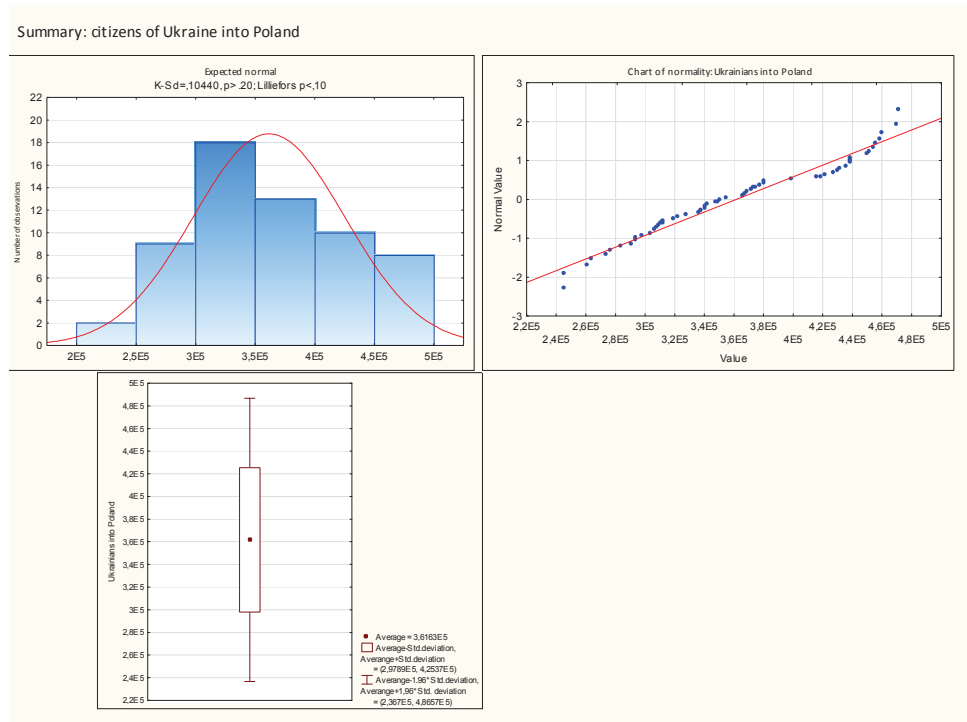 Summary: citizens of Ukraine into Poland
Expected normal
K-S d=,10440, p> .20; Lilliefors p<,10
Number of observations
22
20
18
16
14
12
10
8
6
4
2
0
2E5
2,5E5
3E5
3,5E5
4E5
4,5E5
5E5
Chart of normality: Ukrainians into Poland
Normal Value
3
2
1
0
-1
-2
-3
2,2E5
2,6E5
3E5
3,4E5
3,8E5
4,2E5
4,6E5
5E5
2,4E5
2,8E5
3,2E5
3,6E5
4E5
4,4E5
4,8E5
Value
Ukrainians into Poland
5E5
4,8E5
4,6E5
4,4E5
4,2E5
4E5
3,8E5
3,6E5
3,4E5
3,2E5
3E5
2,8E5
2,6E5
2,4E5
2,2E5
Average = 3,6163E5
Average-Std.deviation,
Averange+Std.deviation
= (2,9789E5, 4,2537E5)
Averange-1.96*Std. deviation,
Averange+1,96*Std. deviation
= (2,367E5, 4,8657E5)